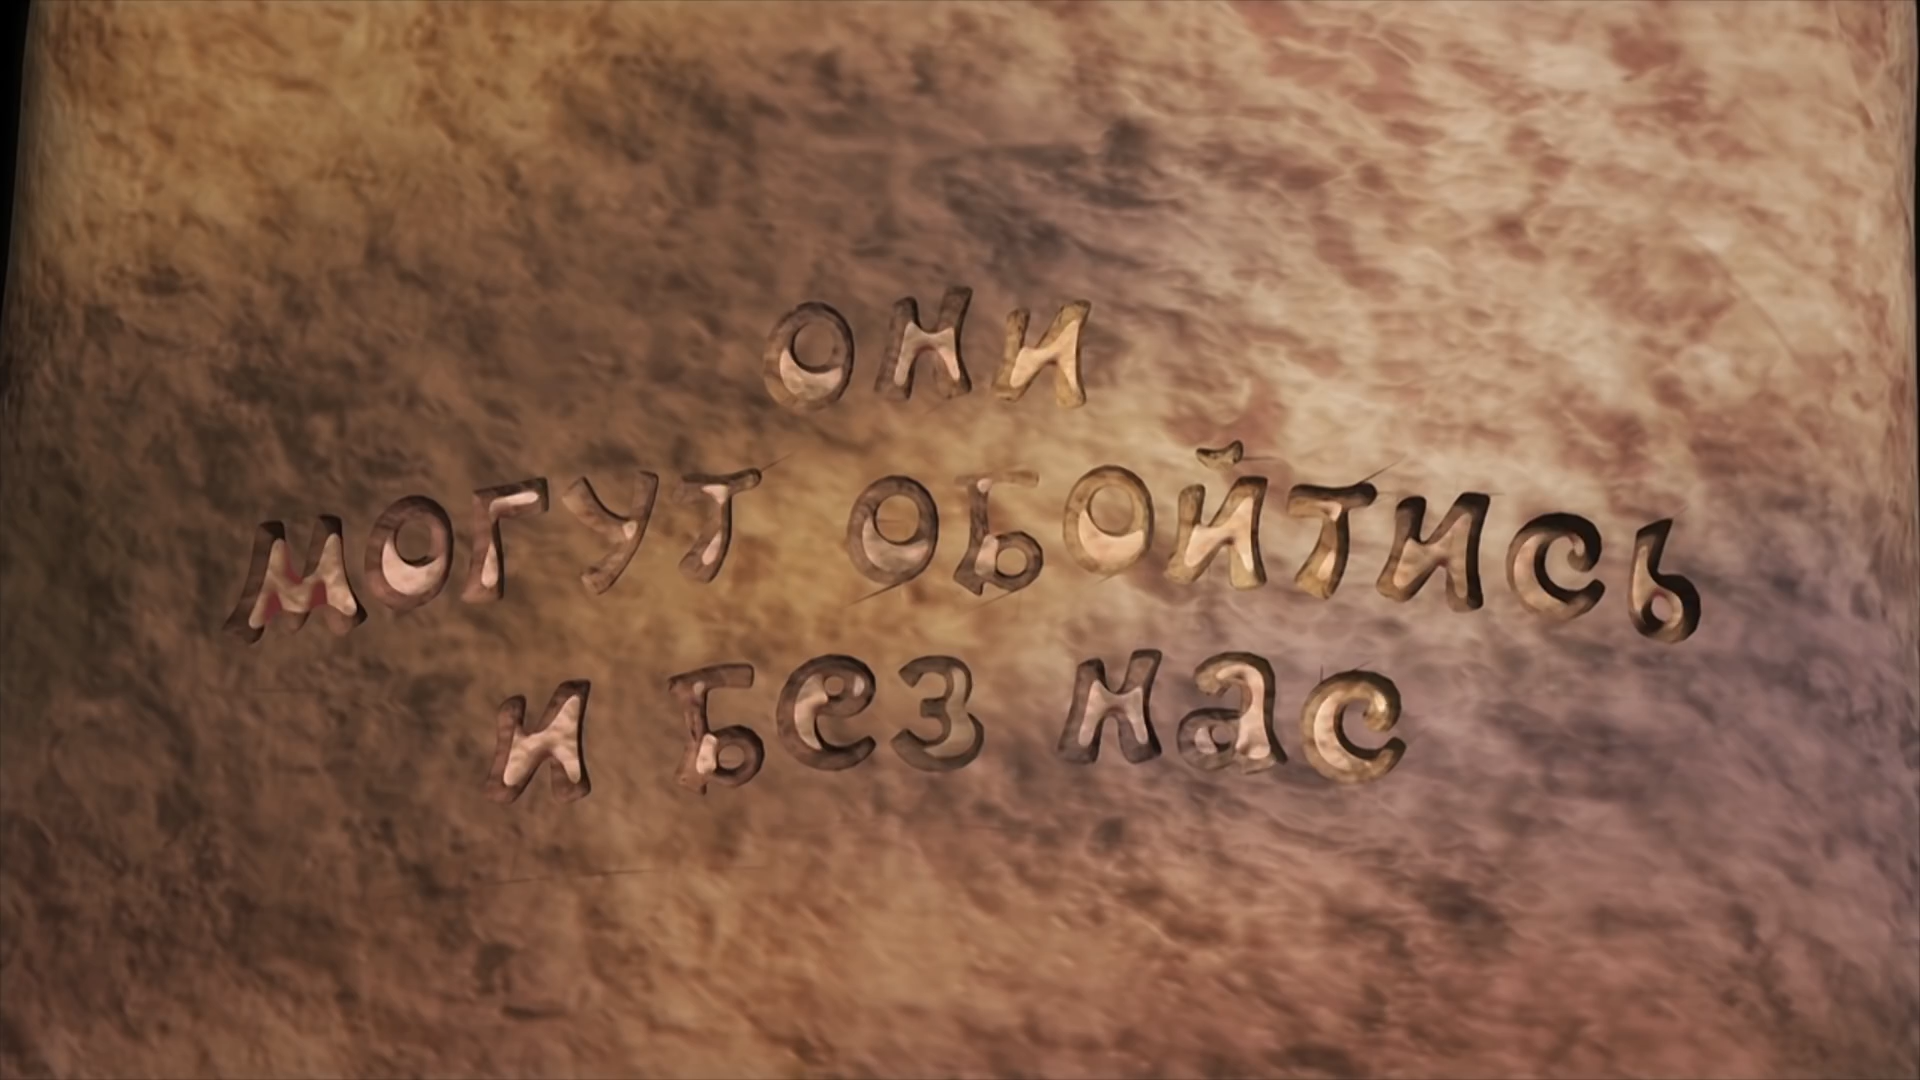 они
могут обойтись
и без нас